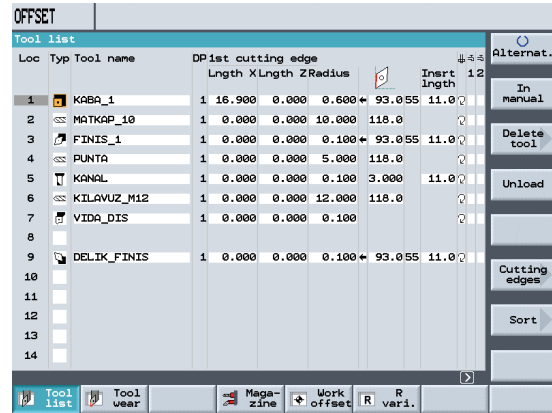 OFFSET
Tool list
Loc Typ Tool name DP 1st cutting edge 1 2
Lngth X Lngth Z Radius Insrt lngth
1 KABA_1 1 16.900 0.000 0.600 ← 93.0 55 11.0
2 MATKAP_10 1 0.000 0.000 10.000 118.0
3 FINIS_1 1 0.000 0.000 0.100 ← 93.0 55 11.0
4 PUNTA 1 0.000 0.000 5.000 118.0
5 KANAL 1 0.000 0.000 0.100 3.000 11.0
6 KILAVUZ_M12 1 0.000 0.000 12.000 118.0
7 VIDA_DIS 1 0.000 0.000 0.100
8
9 DELIK_FINIS 1 0.000 0.000 0.100 ← 93.0 55 11.0
10
11
12
13
14
Alternat.
In
manual
Delete
tool
Unload
Cutting
edges
Sort
Tool list
Tool wear
Maga-
zine
Work offset
R R vari.